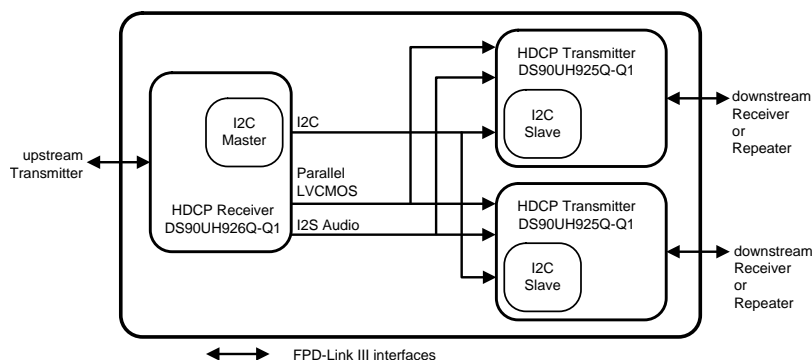 upstream
Transmitter
I2C
Master
HDCP Receiver
DS90UH926Q-Q1
I2C
Parallel
LVCMOS
I2S Audio
HDCP Transmitter
DS90UH925Q-Q1
I2C
Slave
downstream
Receiver
or
Repeater
HDCP Transmitter
DS90UH925Q-Q1
I2C
Slave
downstream
Receiver
or
Repeater
FPD-Link III interfaces